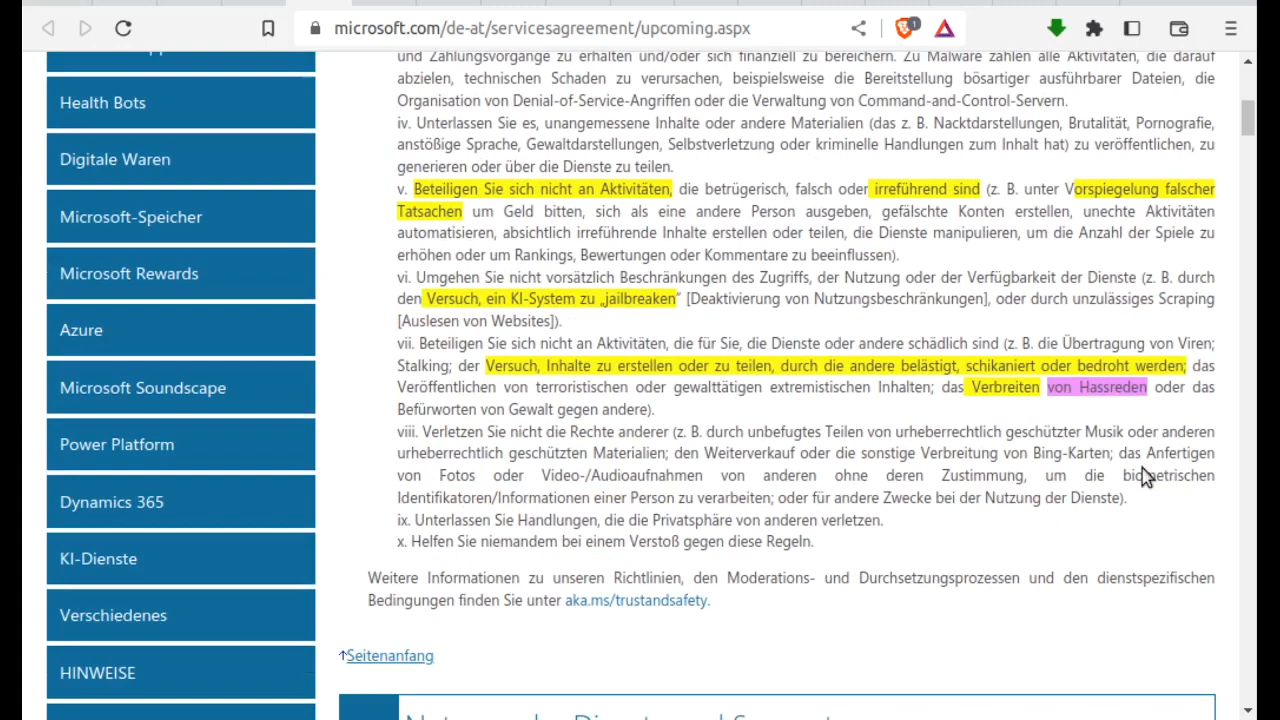 microsoft.com/de-at/servicesagreement/upcoming.aspx
1
Health Bots
Digitale Waren
Microsoft-Speicher
Microsoft Rewards
Azure
Microsoft Soundscape
Power Platform
Dynamics 365
KI-Dienste
Verschiedenes
HINWEISE
und Zahlungsvorgänge zu erhalten und/oder sich finanziell zu bereichern. Zu Malware zählen alle Aktivitäten, die darauf
abzielen, technischen Schaden zu verursachen, beispielsweise die Bereitstellung bösartiger ausführbarer Dateien, die
Organisation von Denial-of-Service-Angriffen oder die Verwaltung von Command-and-Control-Servern.
iv. Unterlassen Sie es, unangemessene Inhalte oder andere Materialien (das z. B. Nacktdarstellungen, Brutalität, Pornografie,
anstößige Sprache, Gewaltdarstellungen, Selbstverletzung oder kriminelle Handlungen zum Inhalt hat) zu veröffentlichen, zu
generieren oder über die Dienste zu teilen.
v. Beteiligen Sie sich nicht an Aktivitäten, die betrügerisch, falsch oder irreführend sind (z. B. unter Vorspiegelung falscher
Tatsachen um Geld bitten, sich als eine andere Person ausgeben, gefälschte Konten erstellen, unechte Aktivitäten
automatisieren, absichtlich irreführende Inhalte erstellen oder teilen, die Dienste manipulieren, um die Anzahl der Spiele zu
erhöhen oder um Rankings, Bewertungen oder Kommentare zu beeinflussen).
vi. Umgehen Sie nicht vorsätzlich Beschränkungen des Zugriffs, der Nutzung oder der Verfügbarkeit der Dienste (z. B. durch
den Versuch, ein KI-System zu „jailbreaken“ [Deaktivierung von Nutzungsbeschränkungen], oder durch unzulässiges Scraping
[Auslesen von Websites]).
vii. Beteiligen Sie sich nicht an Aktivitäten, die für Sie, die Dienste oder andere schädlich sind (z. B. die Übertragung von Viren;
Stalking; der Versuch, Inhalte zu erstellen oder zu teilen, durch die andere belästigt, schikaniert oder bedroht werden; das
Veröffentlichen von terroristischen oder gewalttätigen extremistischen Inhalten; das Verbreiten von Hassreden oder das
Befürworten von Gewalt gegen andere).
viii. Verletzen Sie nicht die Rechte anderer (z. B. durch unbefugtes Teilen von urheberrechtlich geschützter Musik oder anderen
urheberrechtlich geschützten Materialien; den Weiterverkauf oder die sonstige Verbreitung von Bing-Karten; das Anfertigen
von Fotos oder Video-/Audioaufnahmen von anderen ohne deren Zustimmung, um die biometrischen
Identifikatoren/Informationen einer Person zu verarbeiten; oder für andere Zwecke bei der Nutzung der Dienste).
ix. Unterlassen Sie Handlungen, die die Privatsphäre von anderen verletzen.
x. Helfen Sie niemandem bei einem Verstoß gegen diese Regeln.
Weitere Informationen zu unseren Richtlinien, den Moderations- und Durchsetzungsprozessen und den dienstspezifischen
Bedingungen finden Sie unter aka.ms/trustandsafety.
↑Seitenanfang